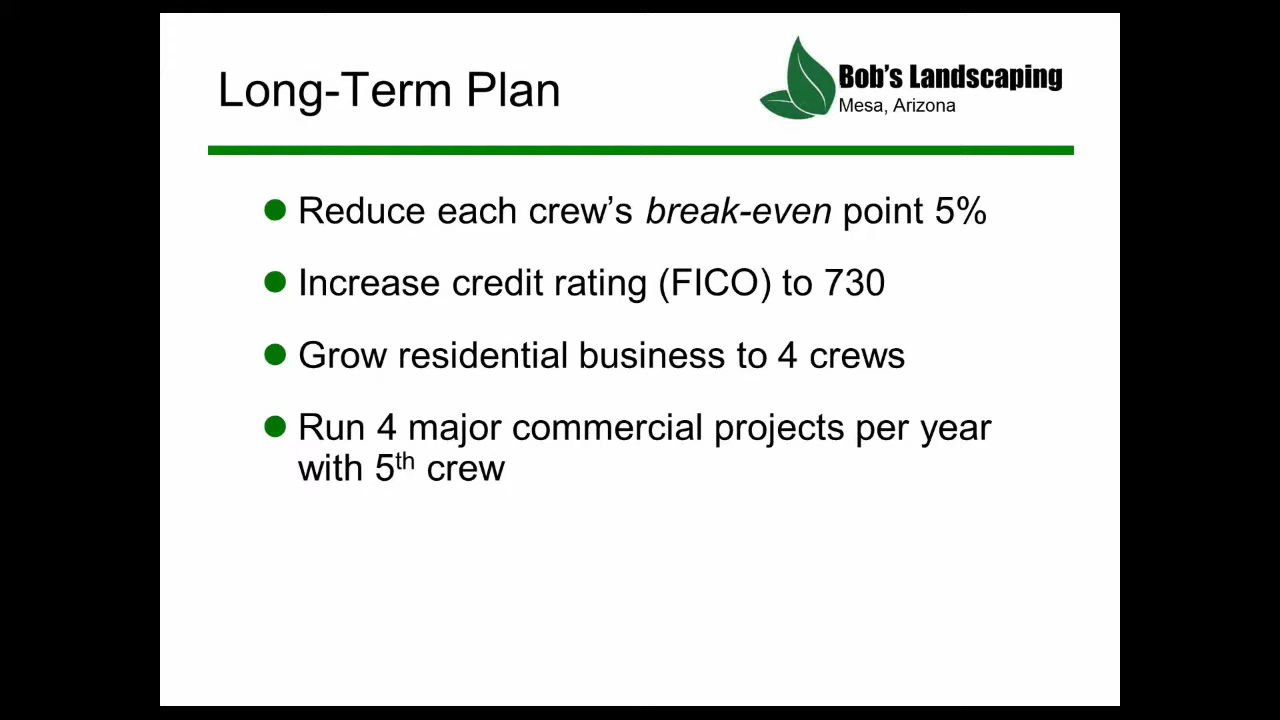 Long-Term Plan
Bob's Landscaping
Mesa, Arizona
Reduce each crew’s break-even point 5%
Increase credit rating (FICO) to 730
Grow residential business to 4 crews
Run 4 major commercial projects per year
with 5th crew